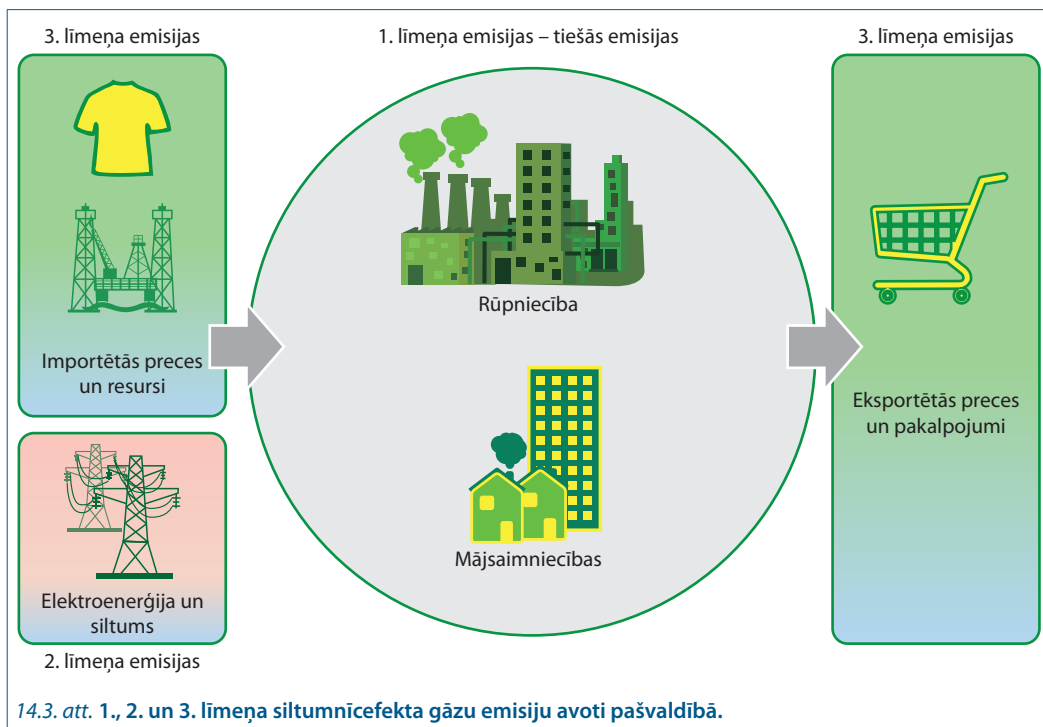 3. līmeņa emisijas
1. līmeņa emisijas – tiešās emisijas
3. līmeņa emisijas
Rūpniecība
Importētās preces
un resursi
Eksportētās preces
un pakalpojumi
Mājsaimniecības
Elektroenerģija un
siltums
2. līmeņa emisijas
14.3. att. 1., 2. un 3. līmeņa siltumnīcefekta gāzu emisiju avoti pašvaldībā.